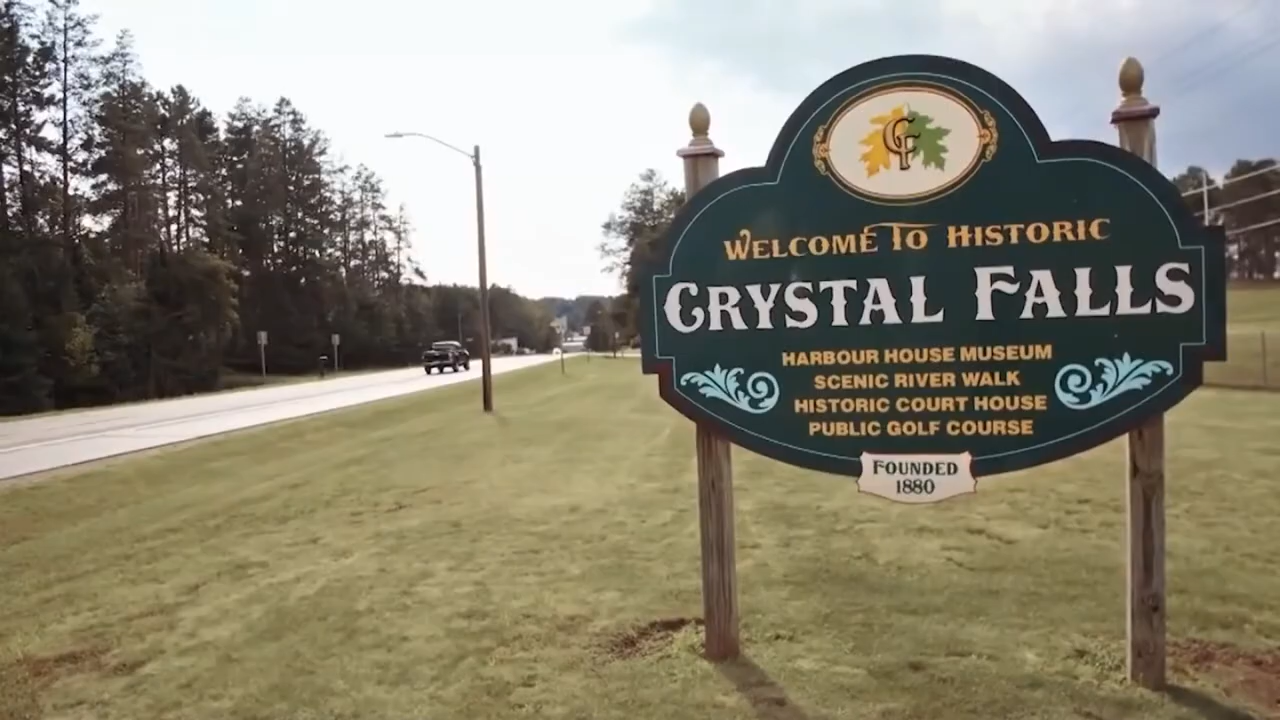 CF
WELCOME TO HISTORIC
CRYSTAL FALLS
HARBOUR HOUSE MUSEUM
SCENIC RIVER WALK
HISTORIC COURT HOUSE
PUBLIC GOLF COURSE
FOUNDED
1880